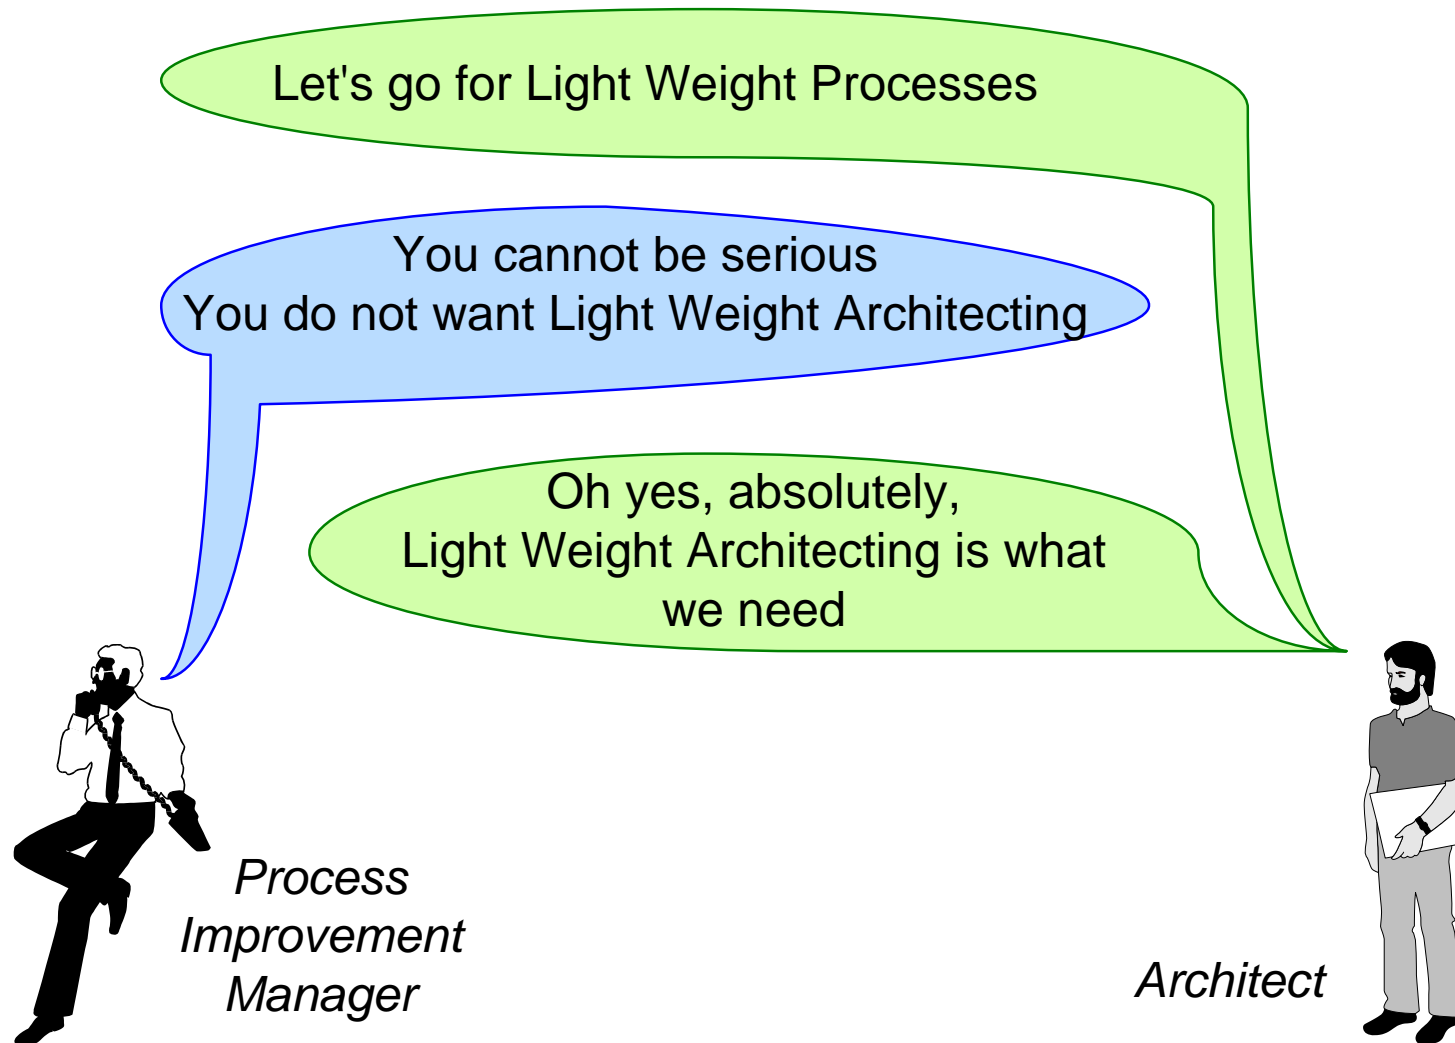 Let's go for Light Weight Processes
You cannot be serious
You do not want Light Weight Architecting
Oh yes, absolutely,
Light Weight Architecting is what
we need
Process
Improvement
Manager
Architect